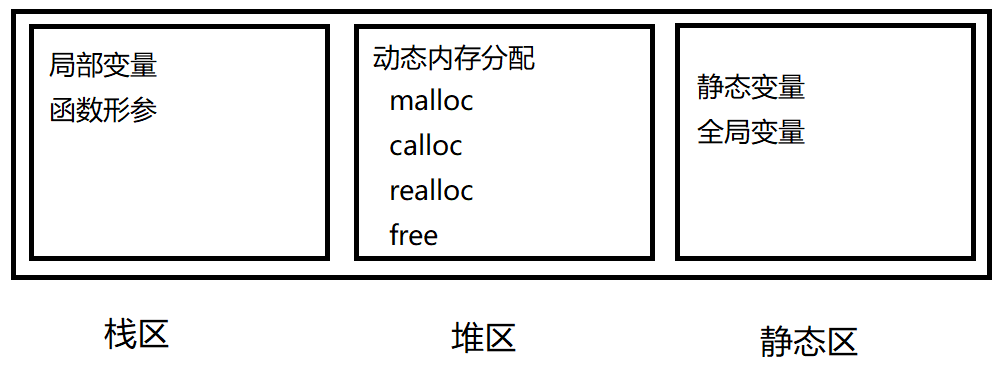 局部变量
函数形参
动态内存分配
malloc
calloc
realloc
free
静态变量
全局变量
栈区
堆区
静态区